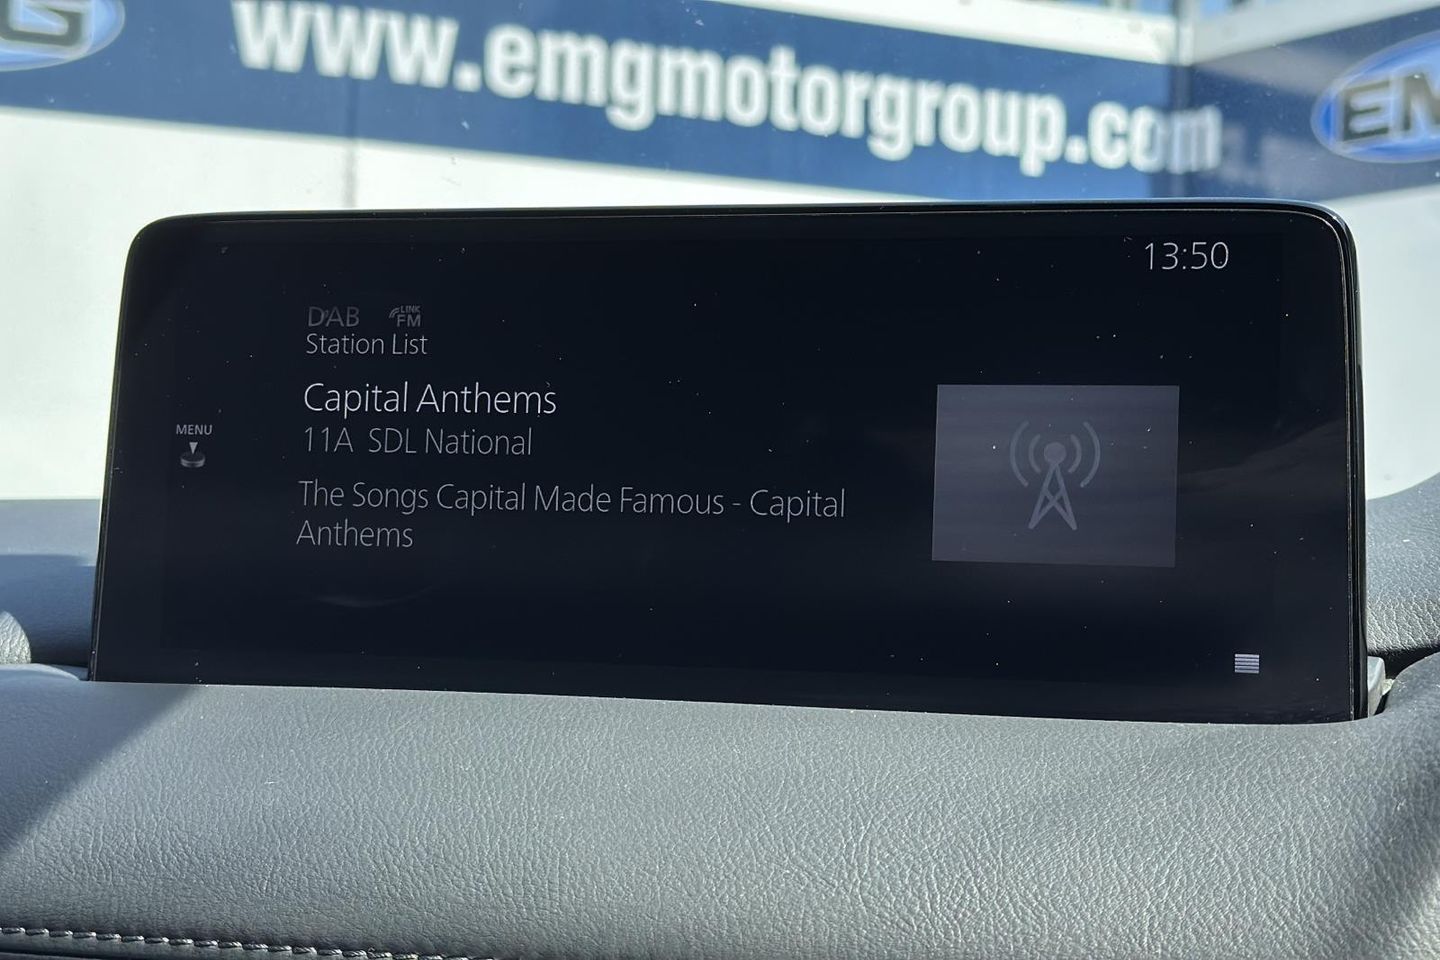 G
www.emgmotorgroup.com
EM
13:50
DAB LINK FM
Station List
Capital Anthems
11A SDL National
MENU
The Songs Capital Made Famous - Capital
Anthems